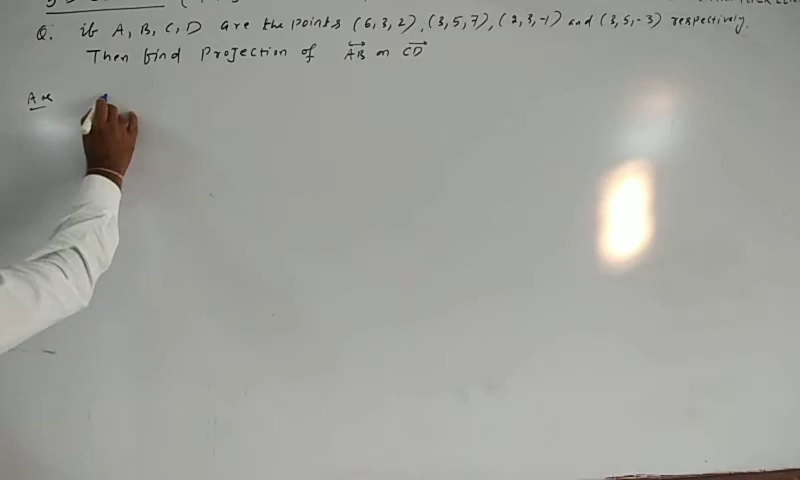 Q. if A, B, C, D are the points (6, 3, 2), (3, 5, 7), (2, 3, -1) and (3, 5, -3) respectively.
Then find Projection of AB on CD
Ans